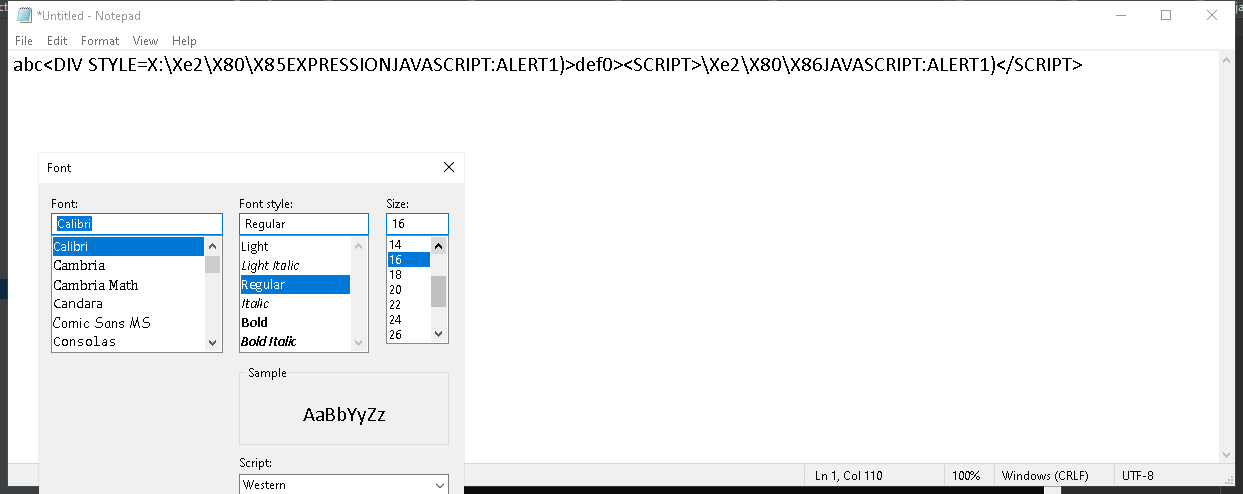 *Untitled - Notepad
File Edit Format View Help
abc<DIV STYLE=X:\Xe2\X80\X85EXPRESSIONJAVASCRIPT:ALERT1)>def0><SCRIPT>\Xe2\X80\X86JAVASCRIPT:ALERT1)</SCRIPT>
Font
Font: Font style: Size:
Calibri Regular 16
Calibri Light 14
Cambria Light Italic 16
Cambria Math Regular 18
Candara Italic 20
Comic Sans MS Bold 22
Consolas Bold Italic 24
26
Sample
AaBbYyZz
Script:
Western
Ln 1, Col 110 100% Windows (CRLF) UTF-8